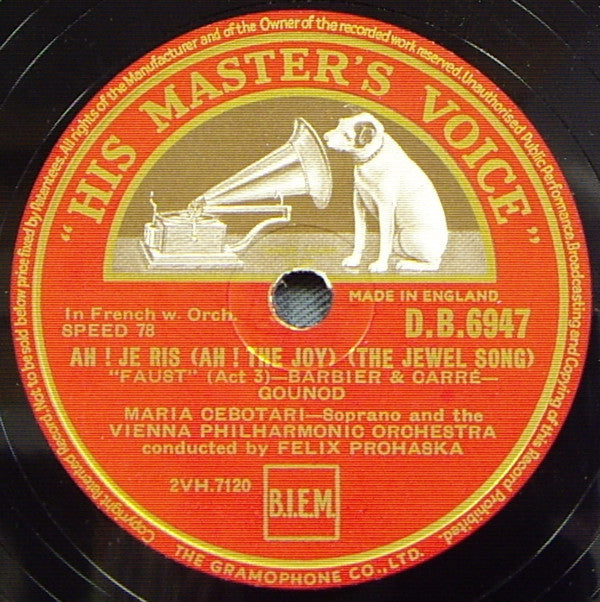 Copyright Patented Record, Not to be sold below price fixed by Patentees. All rights of the Manufacturer and of the Owner of the recorded work reserved. Unauthorised Public Performance, Broadcasting and Copying of this Record Prohibited.
"HIS MASTER'S VOICE"
MADE IN ENGLAND.
In French w. Orch.
SPEED 78
D.B.6947
AH ! JE RIS (AH ! THE JOY) (THE JEWEL SONG)
"FAUST" (Act 3)—BARBIER & CARRÉ—
GOUNOD
MARIA CEBOTARI—Soprano and the
VIENNA PHILHARMONIC ORCHESTRA
conducted by FELIX PROHASKA
2VH.7120
B.I.E.M.
THE GRAMOPHONE CO., LTD.